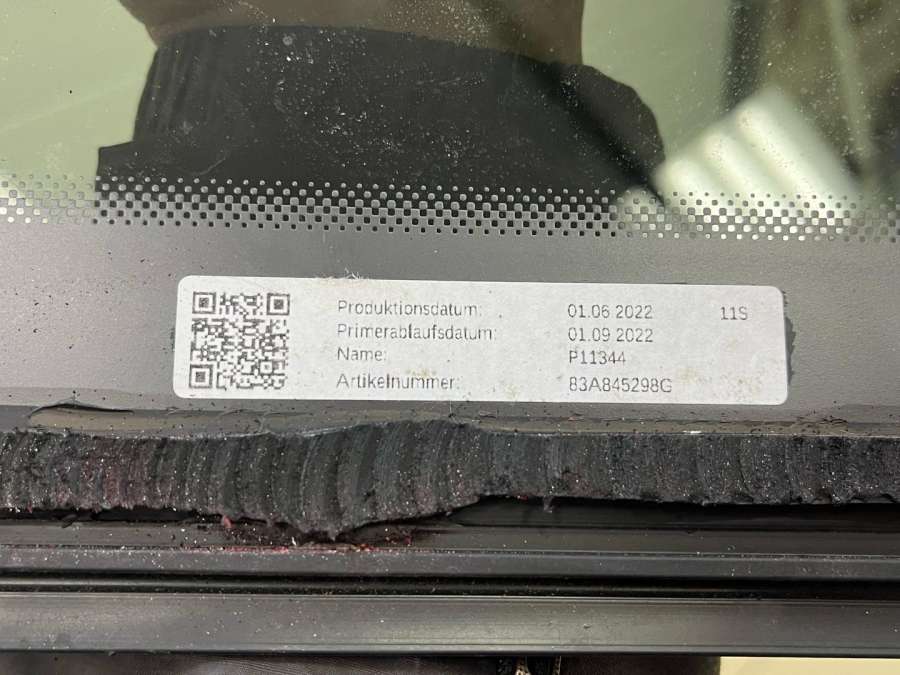 Produktionsdatum: 01.06.2022 11S
Primerablaufsdatum: 01.09.2022
Name: P11344
Artikelnummer: 83A845298G